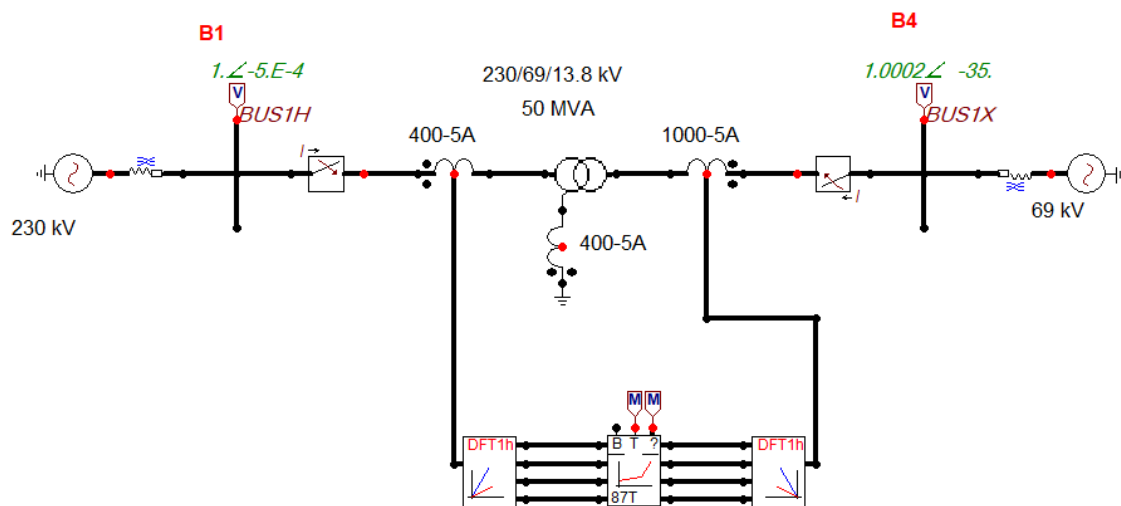 B1
B4
1.∠-5.E-4
230/69/13.8 kV
1.0002∠ -35.
V
V
50 MVA
BUS1H
BUS1X
400-5A
1000-5A
I →
← I
230 kV
69 kV
400-5A
M M
DFT1h
B T ?
DFT1h
87T